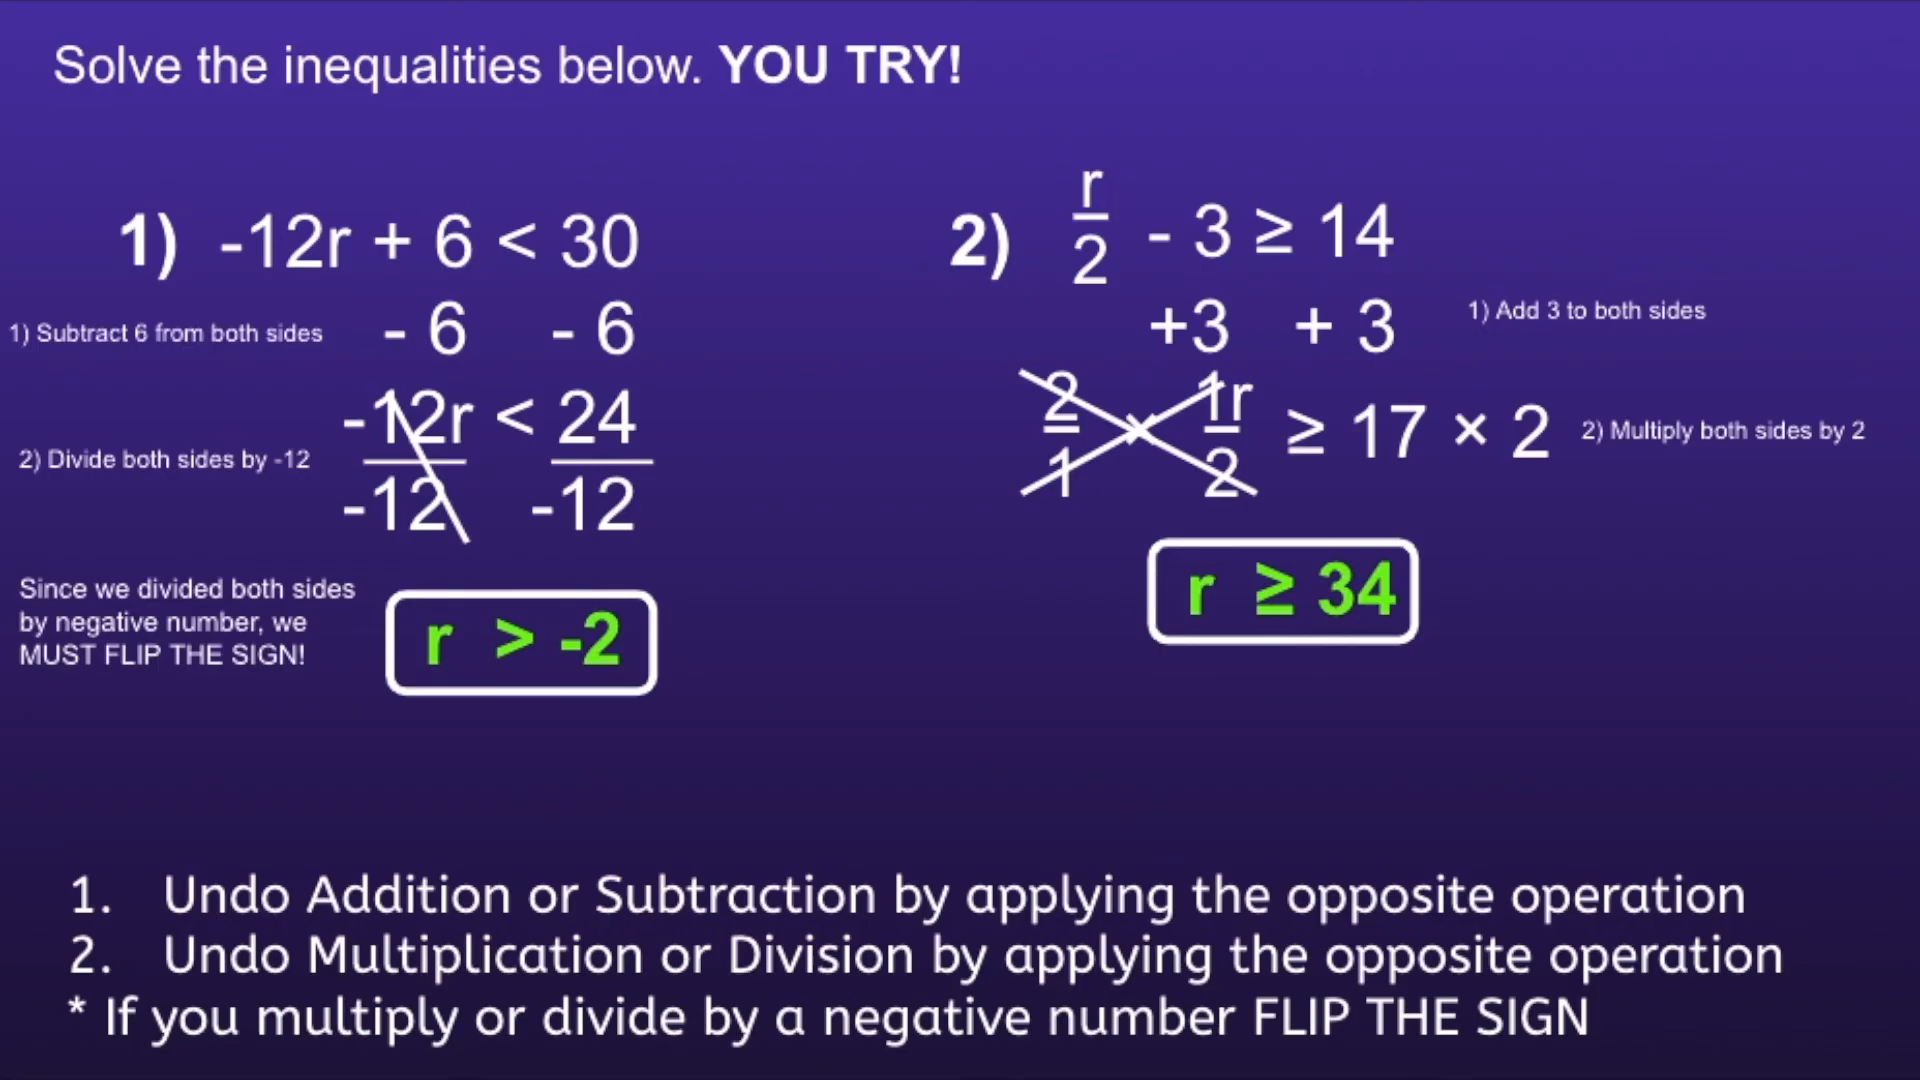 Solve the inequalities below. YOU TRY!
1) -12r + 6 < 30
1) Subtract 6 from both sides
- 6 - 6
-12r < 24
2) Divide both sides by -12
-12 -12
Since we divided both sides
by negative number, we
MUST FLIP THE SIGN!
r > -2
2) r/2 - 3 ≥ 14
+3 + 3
1) Add 3 to both sides
2/1 × 1r/2 ≥ 17 × 2
2) Multiply both sides by 2
r ≥ 34
1. Undo Addition or Subtraction by applying the opposite operation
2. Undo Multiplication or Division by applying the opposite operation
* If you multiply or divide by a negative number FLIP THE SIGN